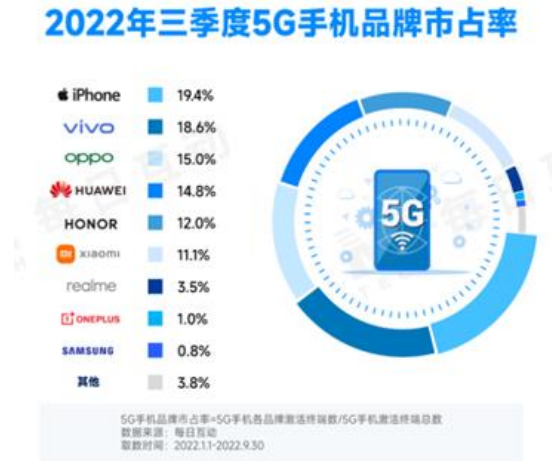 2022年三季度5G手机品牌市占率
iPhone 19.4%
vivo 18.6%
oppo 15.0%
HUAWEI 14.8%
HONOR 12.0%
xiaomi 11.1%
realme 3.5%
ONEPLUS 1.0%
SAMSUNG 0.8%
其他 3.8%
5G
5G手机品牌市占率=5G手机各品牌激活终端数/5G手机激活终端总数
数据来源：每日互动
取数时间：2022.1.1-2022.9.30
每日互动